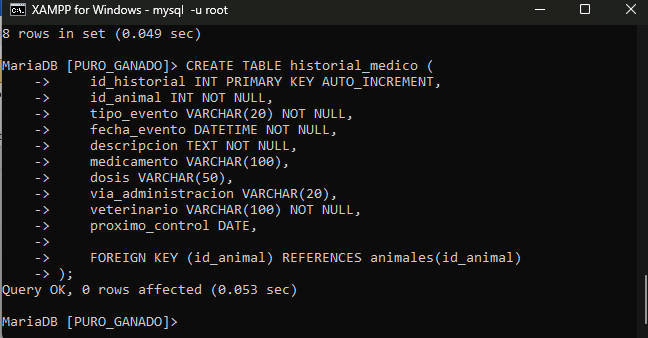 XAMPP for Windows - mysql -u root
8 rows in set (0.049 sec)
MariaDB [PURO_GANADO]> CREATE TABLE historial_medico (
    ->     id_historial INT PRIMARY KEY AUTO_INCREMENT,
    ->     id_animal INT NOT NULL,
    ->     tipo_evento VARCHAR(20) NOT NULL,
    ->     fecha_evento DATETIME NOT NULL,
    ->     descripcion TEXT NOT NULL,
    ->     medicamento VARCHAR(100),
    ->     dosis VARCHAR(50),
    ->     via_administracion VARCHAR(20),
    ->     veterinario VARCHAR(100) NOT NULL,
    ->     proximo_control DATE,
    ->
    ->     FOREIGN KEY (id_animal) REFERENCES animales(id_animal)
    -> );
Query OK, 0 rows affected (0.053 sec)
MariaDB [PURO_GANADO]>